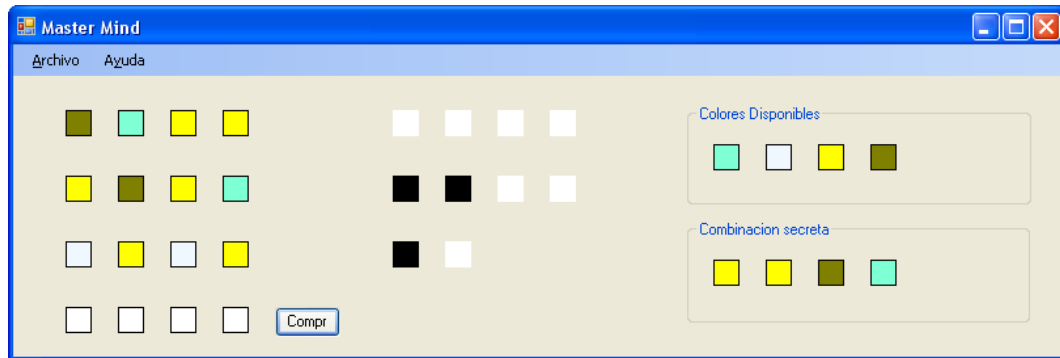 Master Mind
Archivo Ayuda
Colores Disponibles
Combinacion secreta
Compr